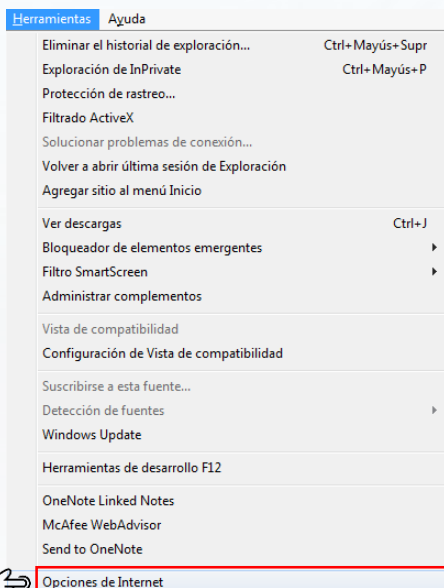 Herramientas Ayuda
Eliminar el historial de exploración... Ctrl+Mayús+Supr
Exploración de InPrivate Ctrl+Mayús+P
Protección de rastreo...
Filtrado ActiveX
Solucionar problemas de conexión...
Volver a abrir última sesión de Exploración
Agregar sitio al menú Inicio
Ver descargas Ctrl+J
Bloqueador de elementos emergentes
Filtro SmartScreen
Administrar complementos
Vista de compatibilidad
Configuración de Vista de compatibilidad
Suscribirse a esta fuente...
Detección de fuentes
Windows Update
Herramientas de desarrollo F12
OneNote Linked Notes
McAfee WebAdvisor
Send to OneNote
Opciones de Internet